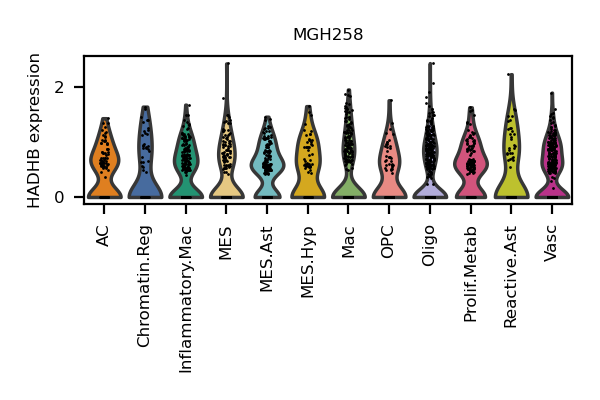 MGH258
HADHB expression
2
0
AC
Chromatin.Reg
Inflammatory.Mac
MES
MES.Ast
MES.Hyp
Mac
OPC
Oligo
Prolif.Metab
Reactive.Ast
Vasc